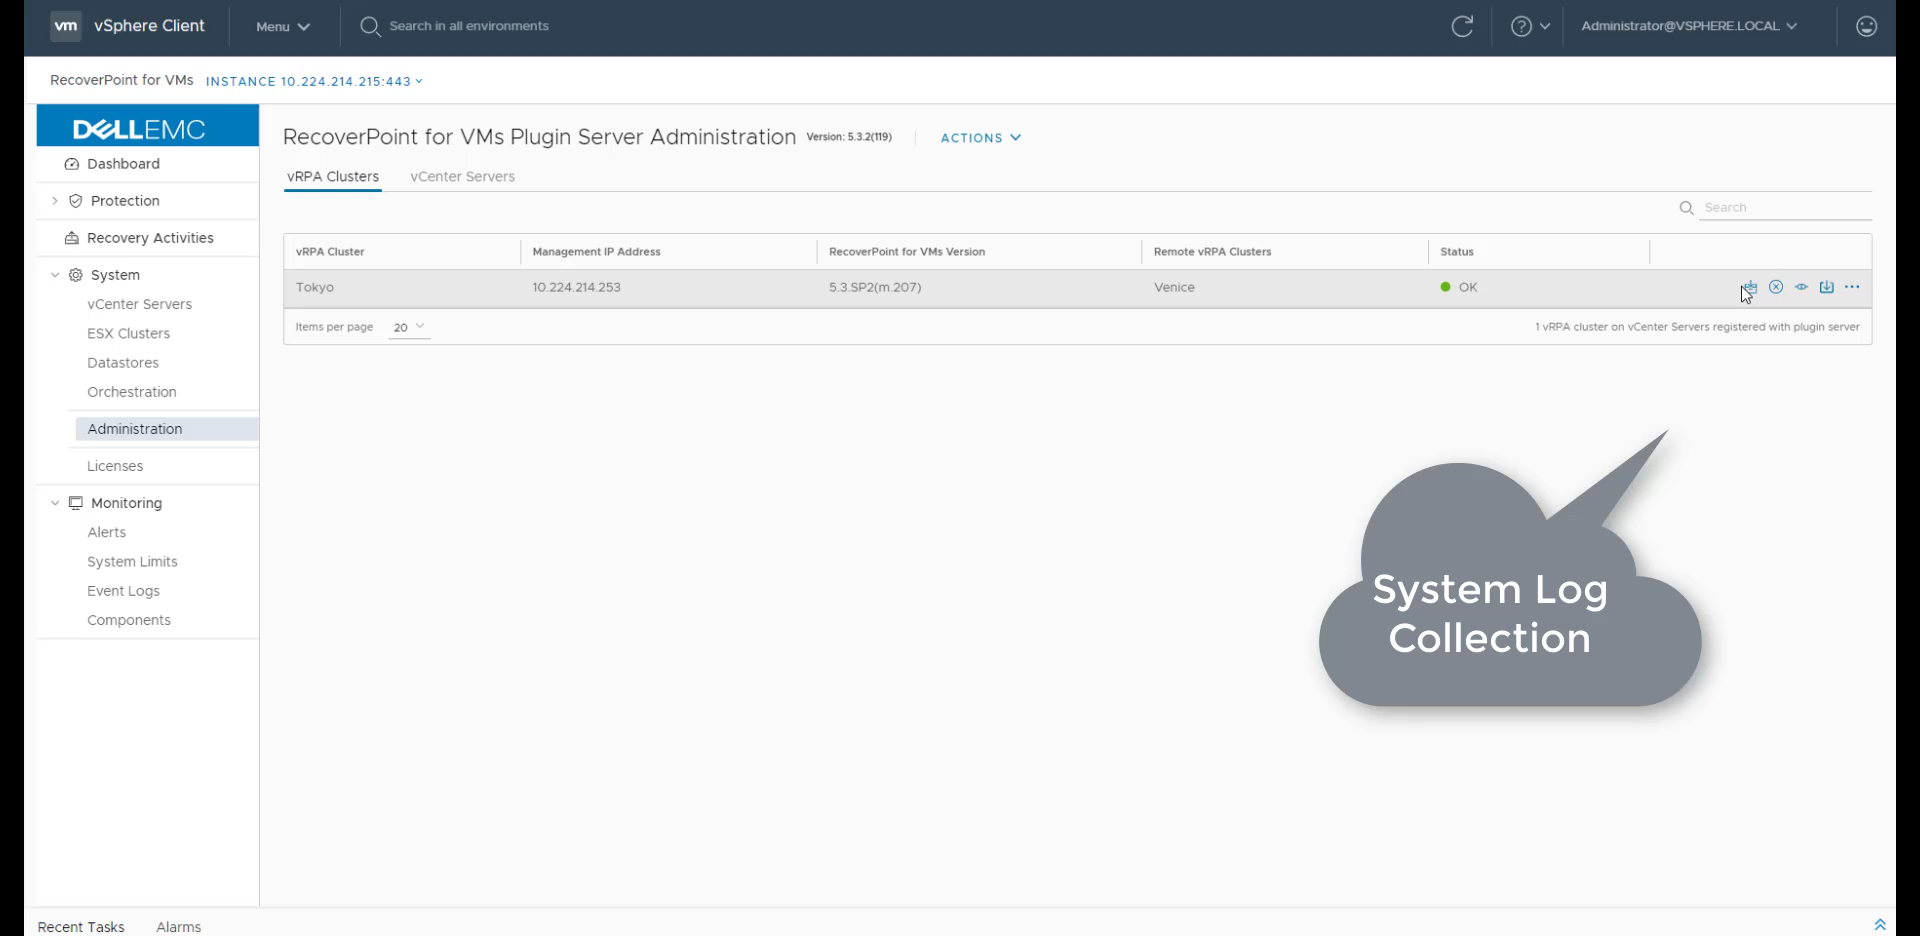 vm vSphere Client Menu Search in all environments Administrator@VSPHERE.LOCAL
RecoverPoint for VMs INSTANCE 10.224.214.215:443
DELLEMC
RecoverPoint for VMs Plugin Server Administration Version: 5.3.2(119) ACTIONS
Dashboard
vRPA Clusters vCenter Servers
Protection
Search
Recovery Activities
vRPA Cluster Management IP Address RecoverPoint for VMs Version Remote vRPA Clusters Status
System
Tokyo 10.224.214.253 5.3.SP2(m.207) Venice OK
vCenter Servers
Items per page 20 1 vRPA cluster on vCenter Servers registered with plugin server
ESX Clusters
Datastores
Orchestration
Administration
Licenses
Monitoring
Alerts
System Limits
Event Logs
Components
System Log
Collection
Recent Tasks Alarms